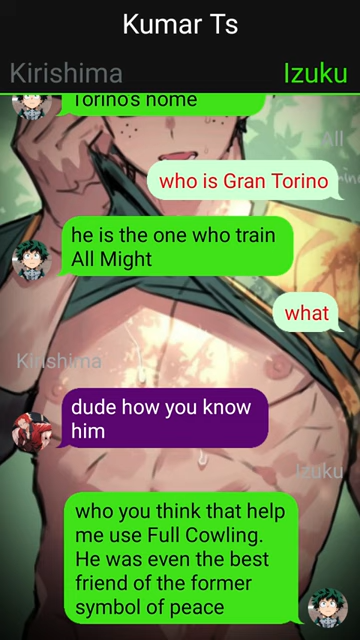 Kumar Ts
Kirishima
Izuku
Torino's home
All
who is Gran Torino
he is the one who train
All Might
what
Kirishima
dude how you know
him
Izuku
who you think that help
me use Full Cowling.
He was even the best
friend of the former
symbol of peace